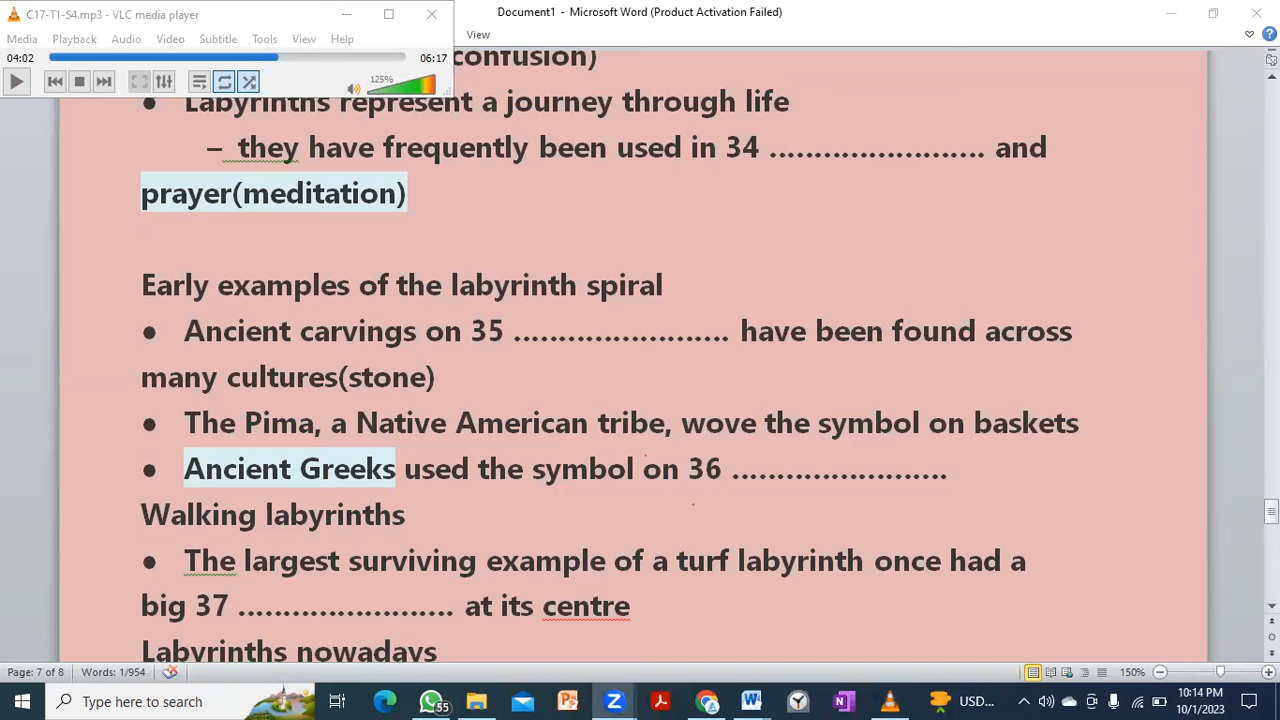 C17-T1-S4.mp3 - VLC media player
Document1 - Microsoft Word (Product Activation Failed)
Media Playback Audio Video Subtitle Tools View Help
View
04:02 06:17
125%
confusion)
● Labyrinths represent a journey through life
– they have frequently been used in 34 ........................ and
prayer(meditation)
Early examples of the labyrinth spiral
● Ancient carvings on 35 ........................ have been found across
many cultures(stone)
● The Pima, a Native American tribe, wove the symbol on baskets
● Ancient Greeks used the symbol on 36 ........................
Walking labyrinths
● The largest surviving example of a turf labyrinth once had a
big 37 ........................ at its centre
Labyrinths nowadays
Page: 7 of 8 Words: 1/954 150%
Type here to search
55
USD...
10:14 PM
10/1/2023